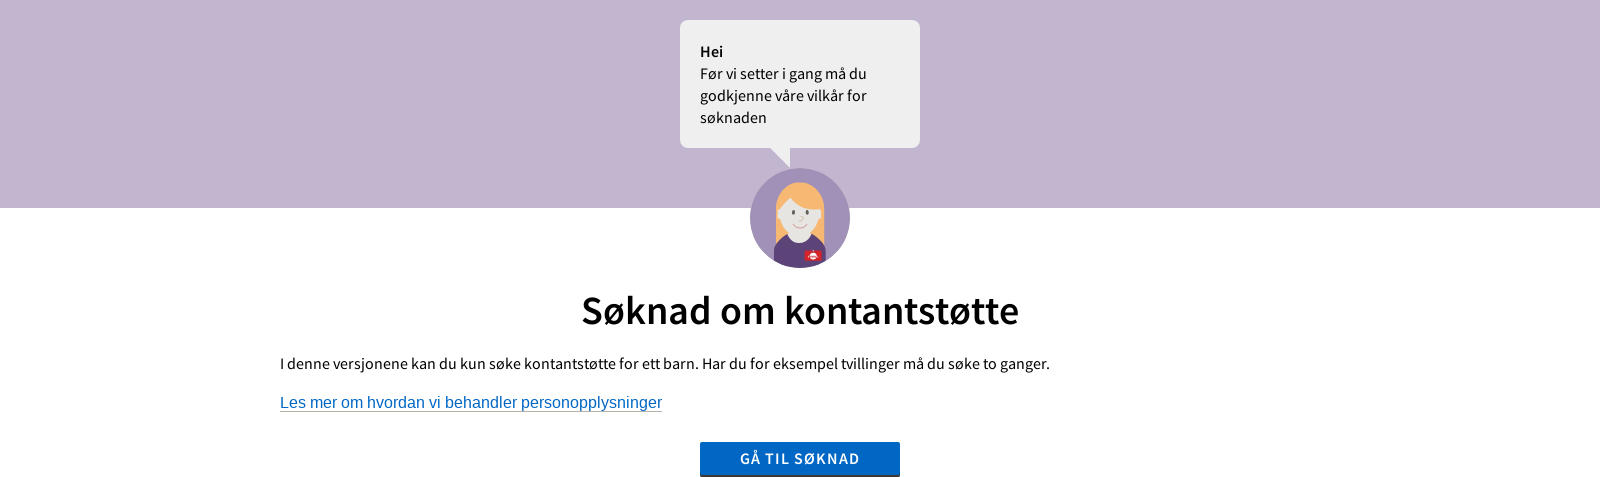 Hei
Før vi setter i gang må du
godkjenne våre vilkår for
søknaden
Søknad om kontantstøtte
I denne versjonene kan du kun søke kontantstøtte for ett barn. Har du for eksempel tvillinger må du søke to ganger.
Les mer om hvordan vi behandler personopplysninger
GÅ TIL SØKNAD